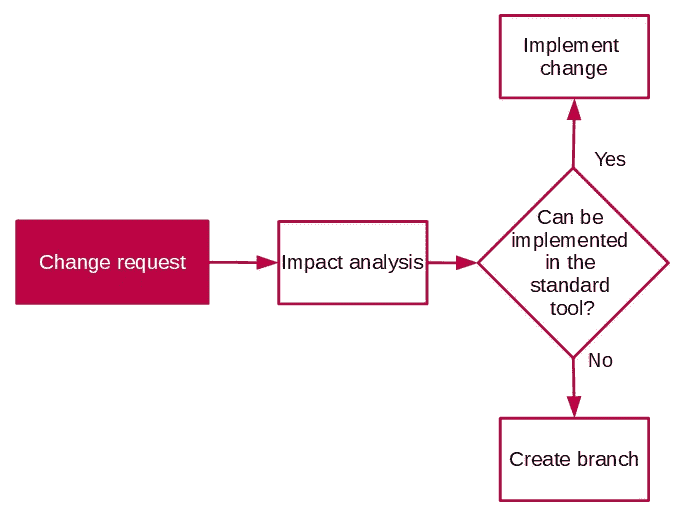 Implement
change
Yes
Change request
Impact analysis
Can be
implemented
in the
standard
tool?
No
Create branch